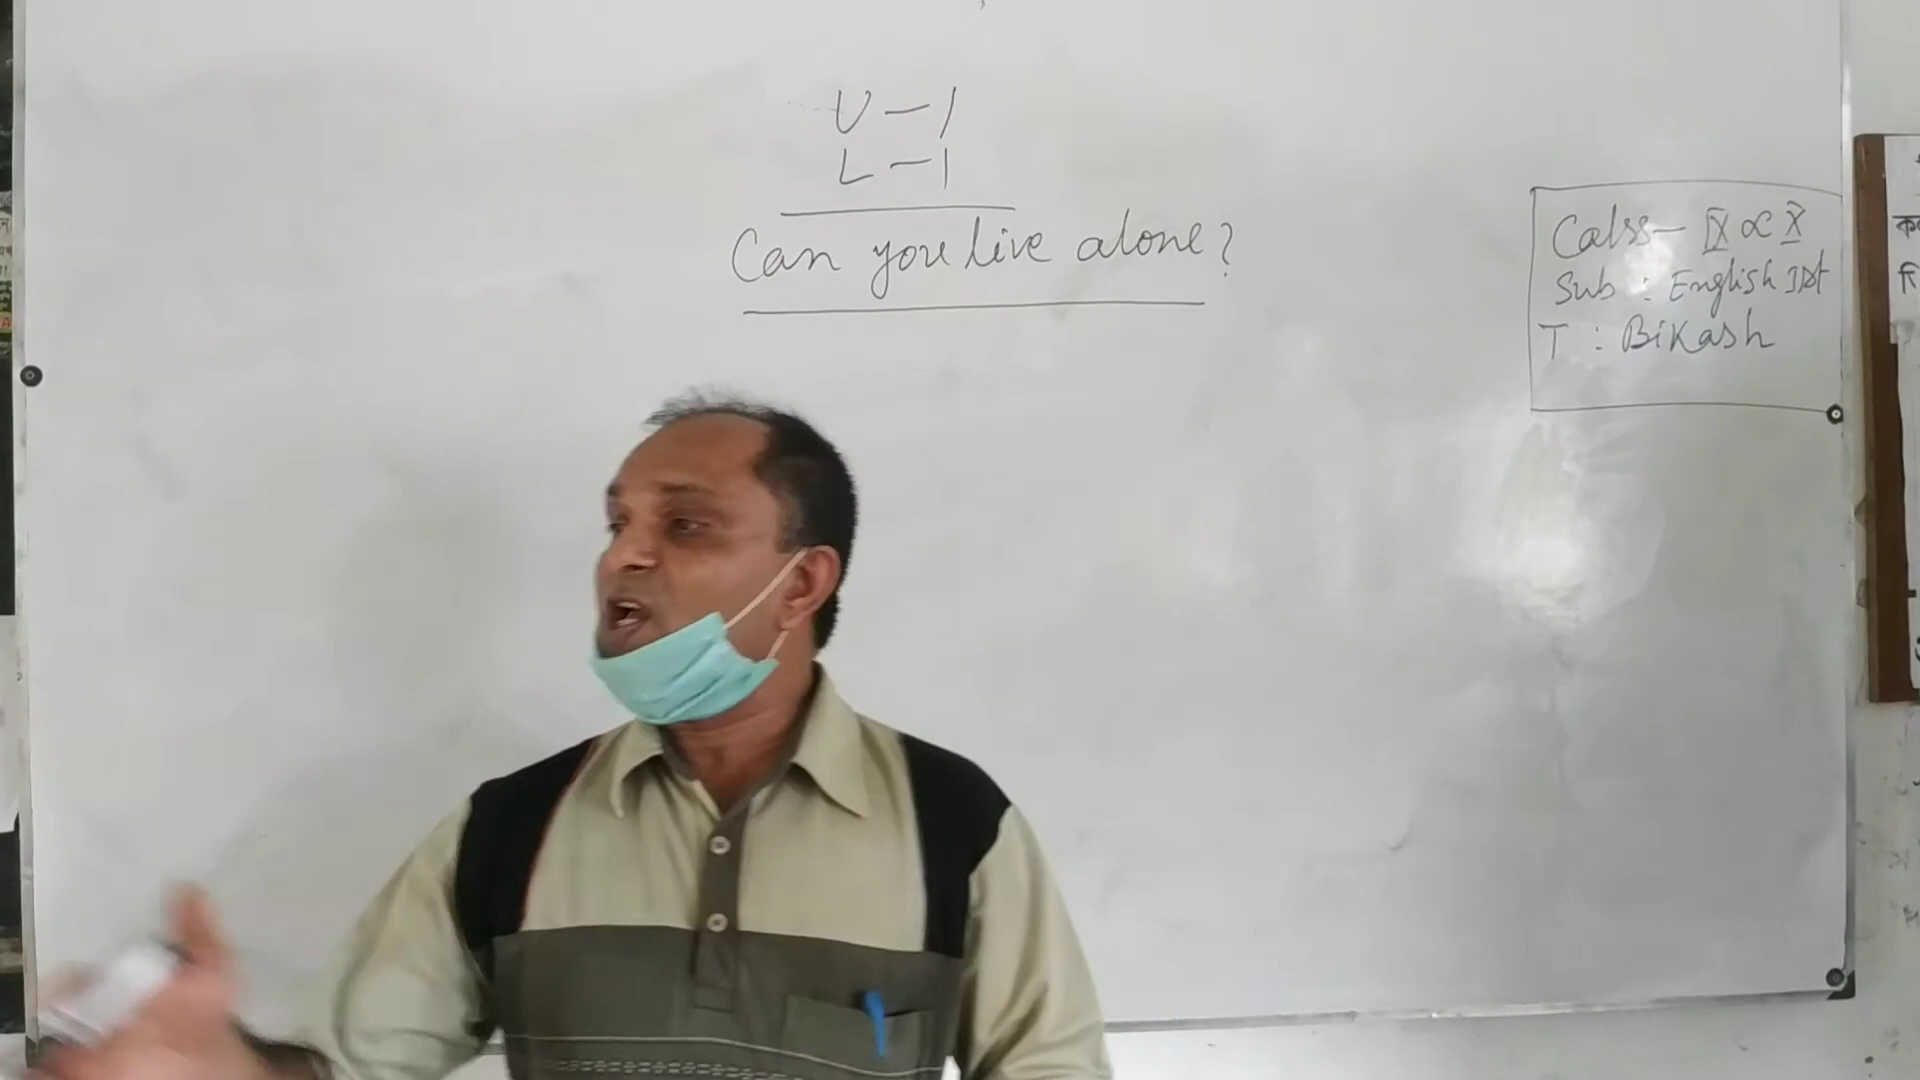 U-1
L-1
Can you live alone?
Calss- IX & X
Sub : English 1st
T : Bikash